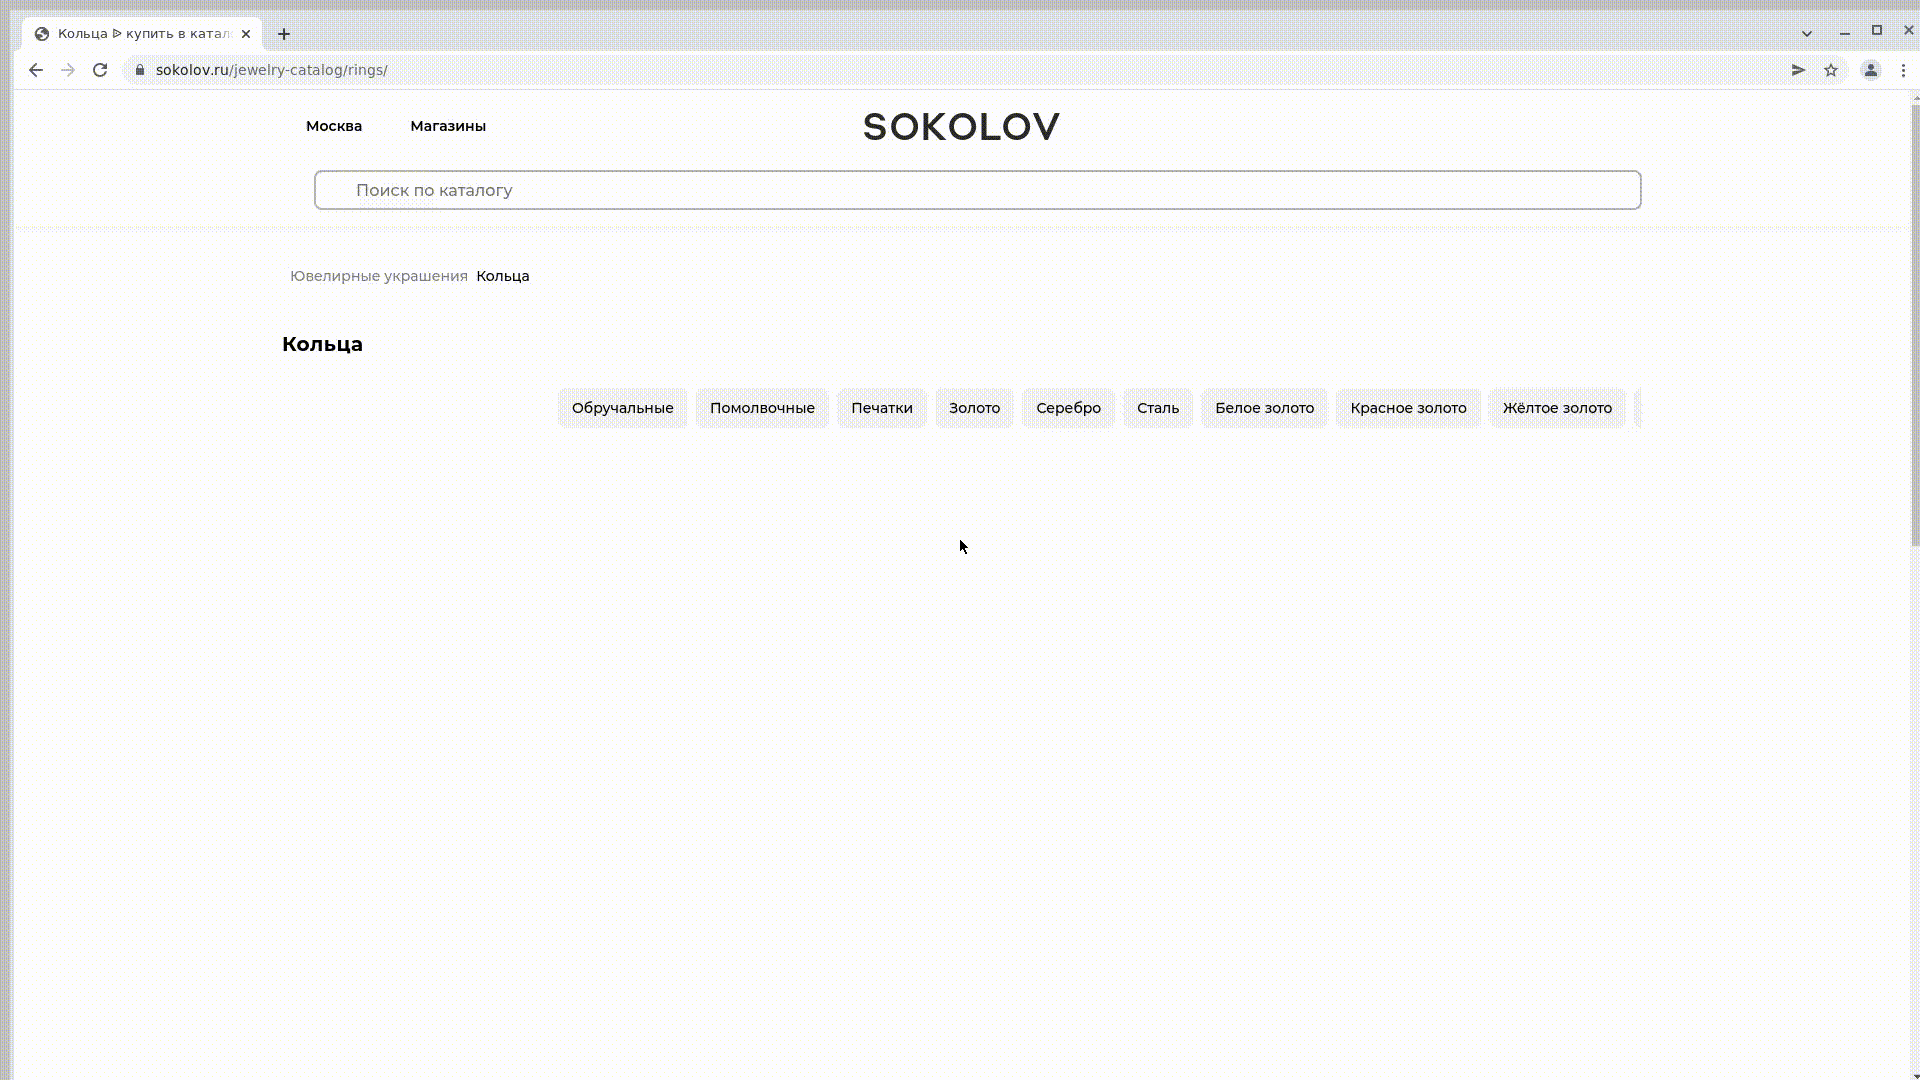 Кольца ᐉ купить в катал
sokolov.ru/jewelry-catalog/rings/
Москва Магазины SOKOLOV
Поиск по каталогу
Ювелирные украшения Кольца
Кольца
Обручальные Помолвочные Печатки Золото Серебро Сталь Белое золото Красное золото Жёлтое золото